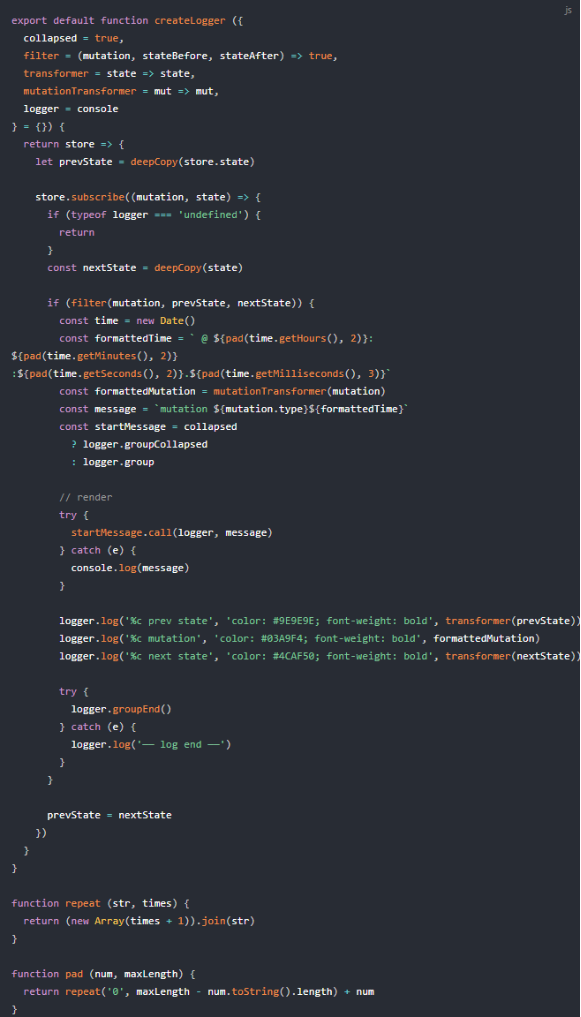 js
export default function createLogger ({
  collapsed = true,
  filter = (mutation, stateBefore, stateAfter) => true,
  transformer = state => state,
  mutationTransformer = mut => mut,
  logger = console
} = {}) {
  return store => {
    let prevState = deepCopy(store.state)

    store.subscribe((mutation, state) => {
      if (typeof logger === 'undefined') {
        return
      }
      const nextState = deepCopy(state)

      if (filter(mutation, prevState, nextState)) {
        const time = new Date()
        const formattedTime = ` @ ${pad(time.getHours(), 2)}:
${pad(time.getMinutes(), 2)}
:${pad(time.getSeconds(), 2)}.${pad(time.getMilliseconds(), 3)}`
        const formattedMutation = mutationTransformer(mutation)
        const message = `mutation ${mutation.type}${formattedTime}`
        const startMessage = collapsed
          ? logger.groupCollapsed
          : logger.group

        // render
        try {
          startMessage.call(logger, message)
        } catch (e) {
          console.log(message)
        }

        logger.log('%c prev state', 'color: #9E9E9E; font-weight: bold', transformer(prevState))
        logger.log('%c mutation', 'color: #03A9F4; font-weight: bold', formattedMutation)
        logger.log('%c next state', 'color: #4CAF50; font-weight: bold', transformer(nextState))

        try {
          logger.groupEnd()
        } catch (e) {
          logger.log('—— log end ——')
        }
      }

      prevState = nextState
    })
  }
}

function repeat (str, times) {
  return (new Array(times + 1)).join(str)
}

function pad (num, maxLength) {
  return repeat('0', maxLength - num.toString().length) + num
}